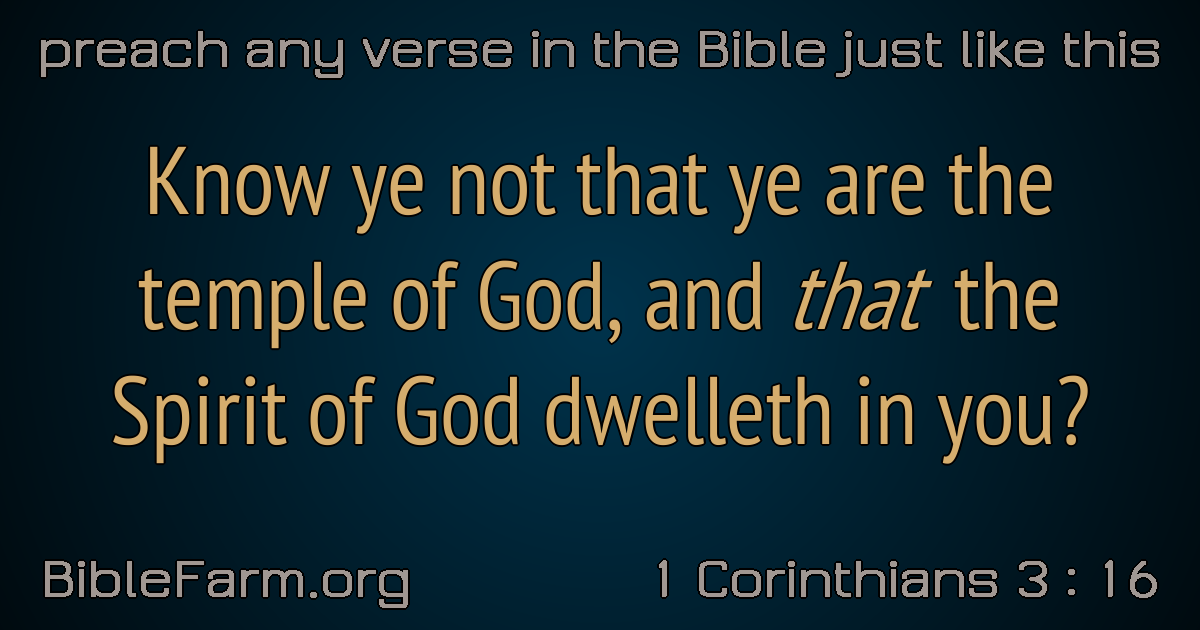 preach any verse in the Bible just like this
Know ye not that ye are the
temple of God, and that the
Spirit of God dwelleth in you?
BibleFarm.org
1 Corinthians 3 : 16